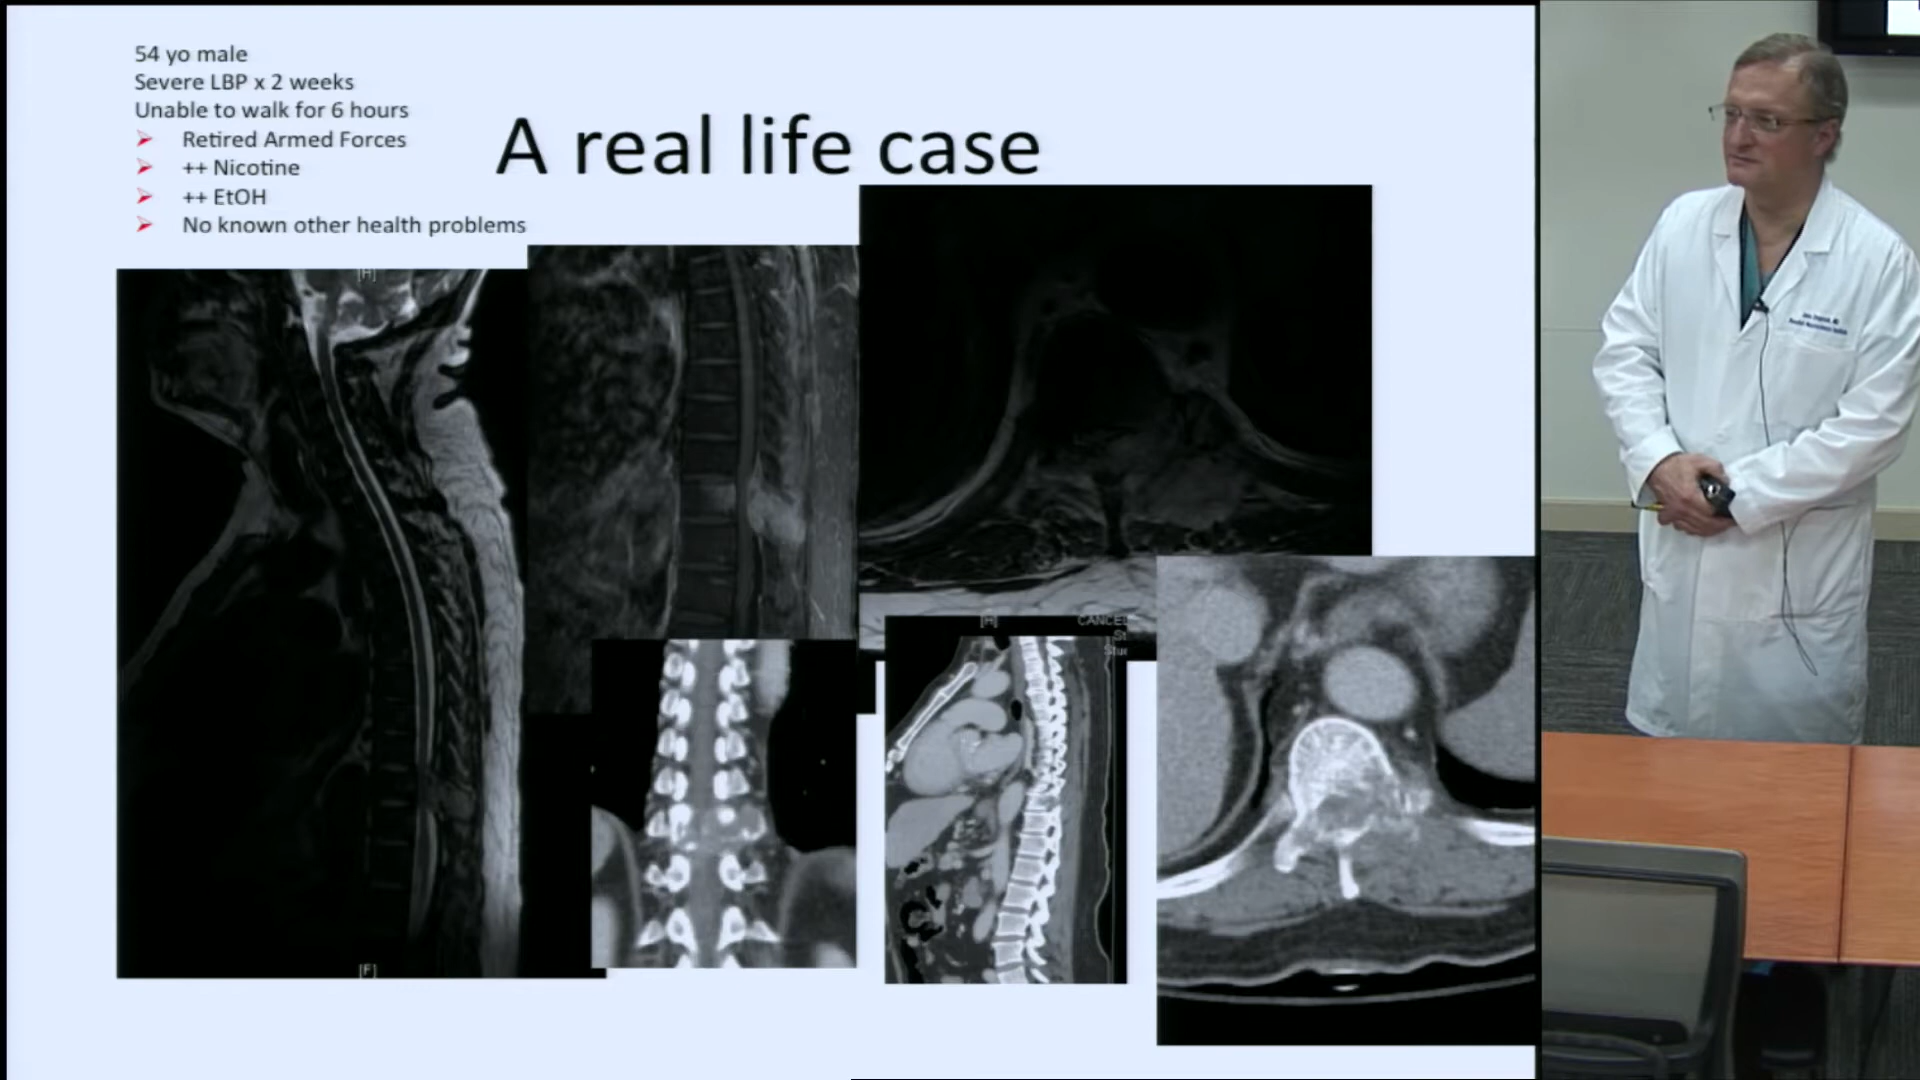 54 yo male
Severe LBP x 2 weeks
Unable to walk for 6 hours
Retired Armed Forces
++ Nicotine
++ EtOH
No known other health problems
A real life case
[H]
[H]
[F]